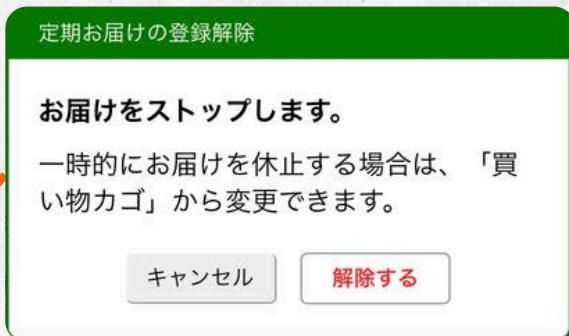 定期お届けの登録解除
お届けをストップします。
一時的にお届けを休止する場合は、「買
い物カゴ」から変更できます。
キャンセル
解除する